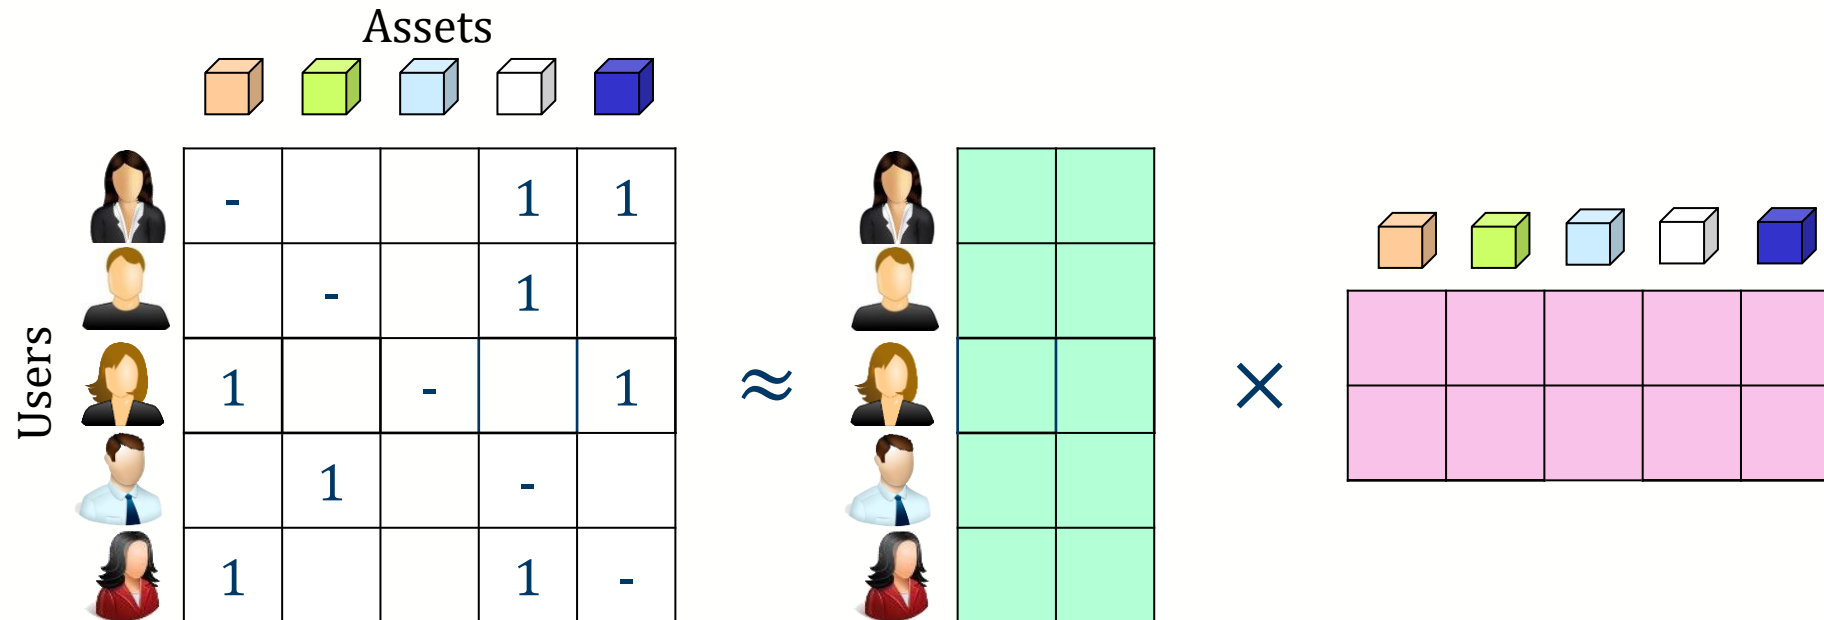 Assets
Users
- 1 1
- 1
≈ ×
1 - 1
1 -
1 1 -